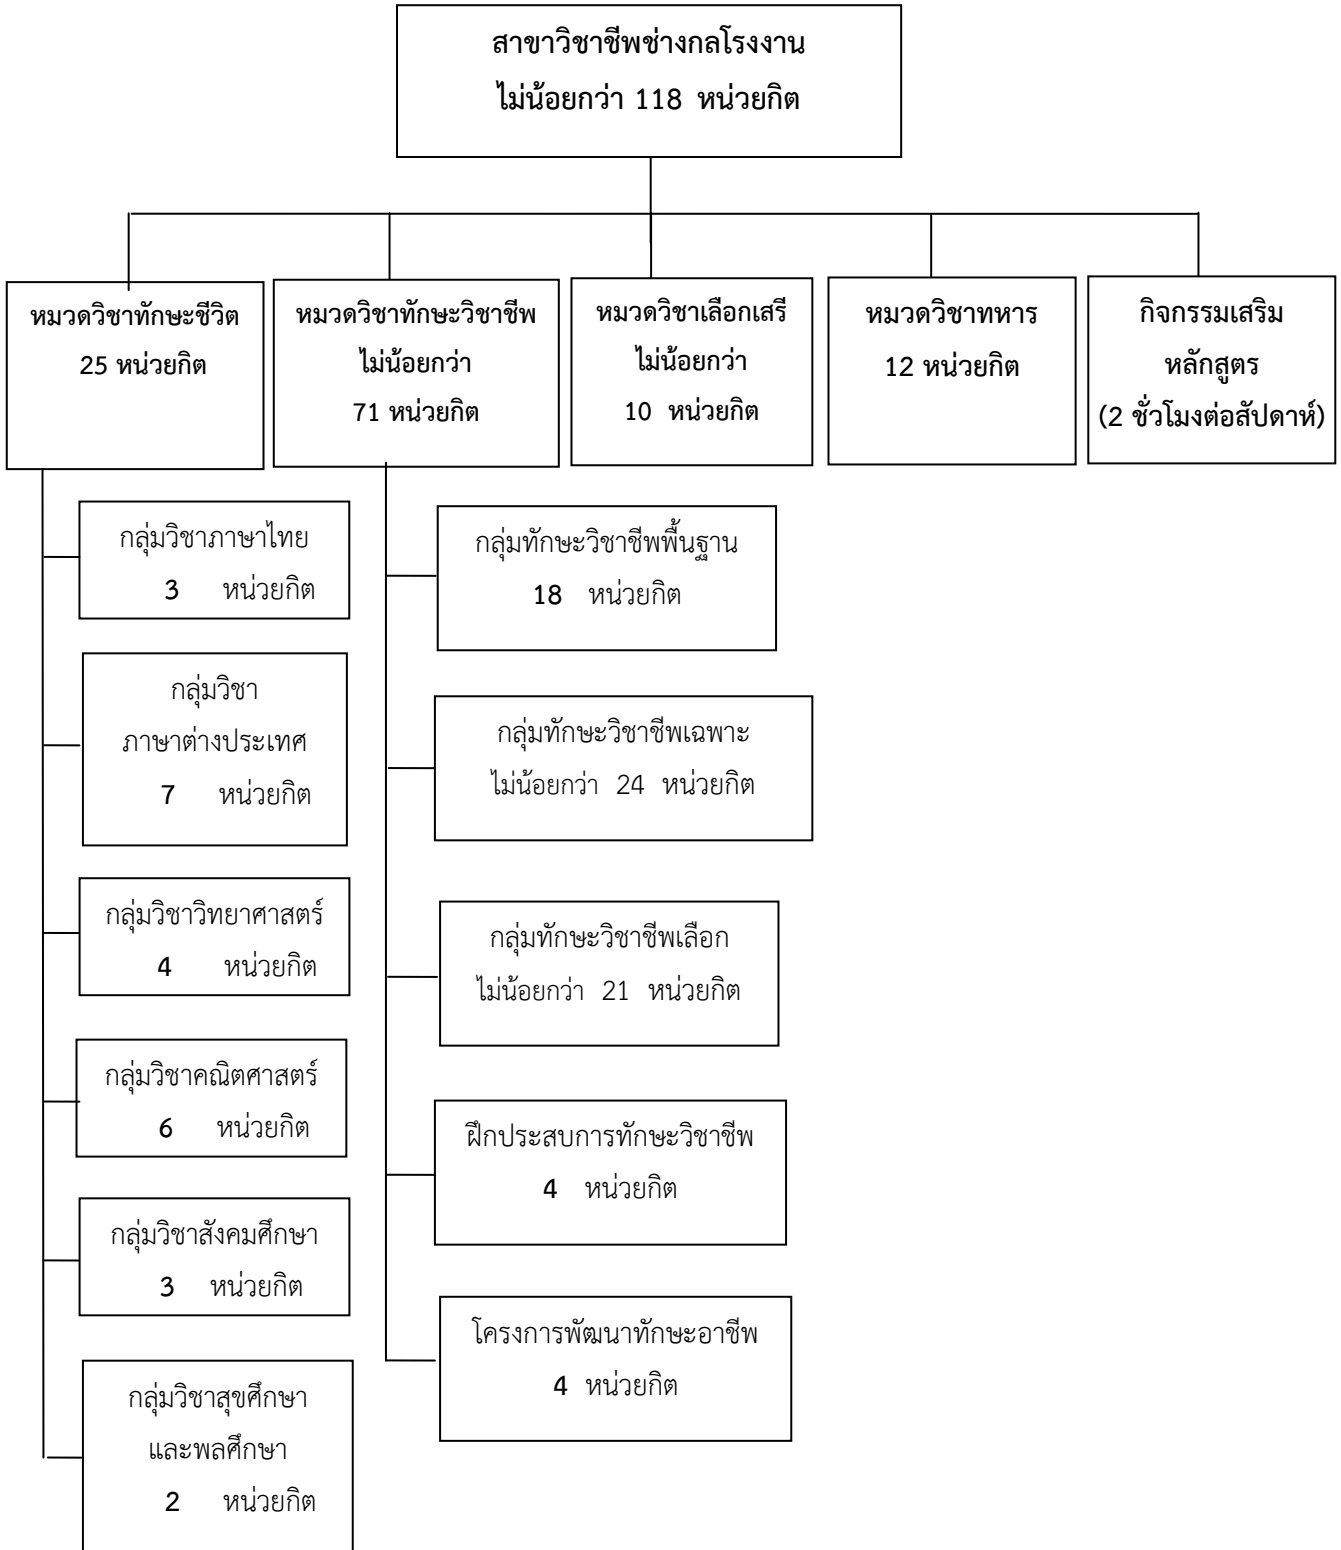 สาขาวิชาชีพช่างกลโรงงาน
ไม่น้อยกว่า 118 หน่วยกิต
หมวดวิชาทักษะชีวิต
25 หน่วยกิต
หมวดวิชาทักษะวิชาชีพ
ไม่น้อยกว่า
71 หน่วยกิต
หมวดวิชาเลือกเสรี
ไม่น้อยกว่า
10 หน่วยกิต
หมวดวิชาทหาร
12 หน่วยกิต
กิจกรรมเสริม
หลักสูตร
(2 ชั่วโมงต่อสัปดาห์)
กลุ่มวิชาภาษาไทย
3 หน่วยกิต
กลุ่มวิชา
ภาษาต่างประเทศ
7 หน่วยกิต
กลุ่มวิชาวิทยาศาสตร์
4 หน่วยกิต
กลุ่มวิชาคณิตศาสตร์
6 หน่วยกิต
กลุ่มวิชาสังคมศึกษา
3 หน่วยกิต
กลุ่มวิชาสุขศึกษา
และพลศึกษา
2 หน่วยกิต
กลุ่มทักษะวิชาชีพพื้นฐาน
18 หน่วยกิต
กลุ่มทักษะวิชาชีพเฉพาะ
ไม่น้อยกว่า 24 หน่วยกิต
กลุ่มทักษะวิชาชีพเลือก
ไม่น้อยกว่า 21 หน่วยกิต
ฝึกประสบการทักษะวิชาชีพ
4 หน่วยกิต
โครงการพัฒนาทักษะอาชีพ
4 หน่วยกิต